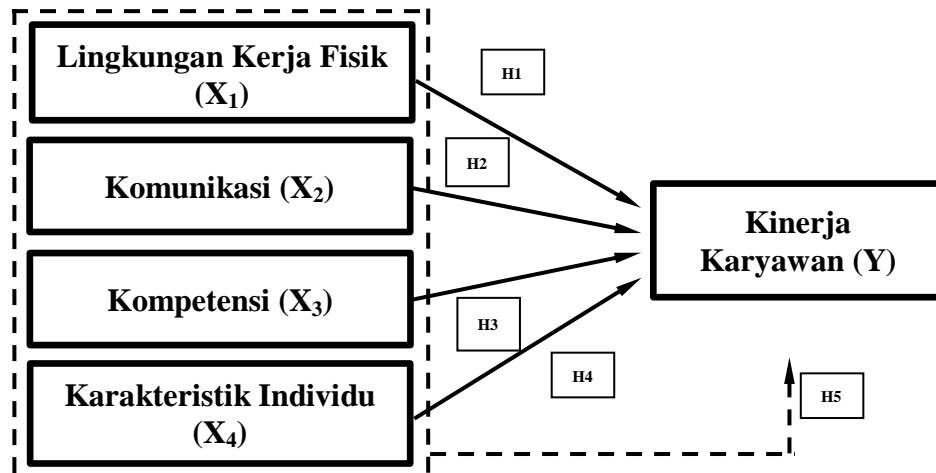 Lingkungan Kerja Fisik
(X₁)
H1
Komunikasi (X₂)
H2
Kinerja
Karyawan (Y)
Kompetensi (X₃)
H3
Karakteristik Individu
(X₄)
H4
H5